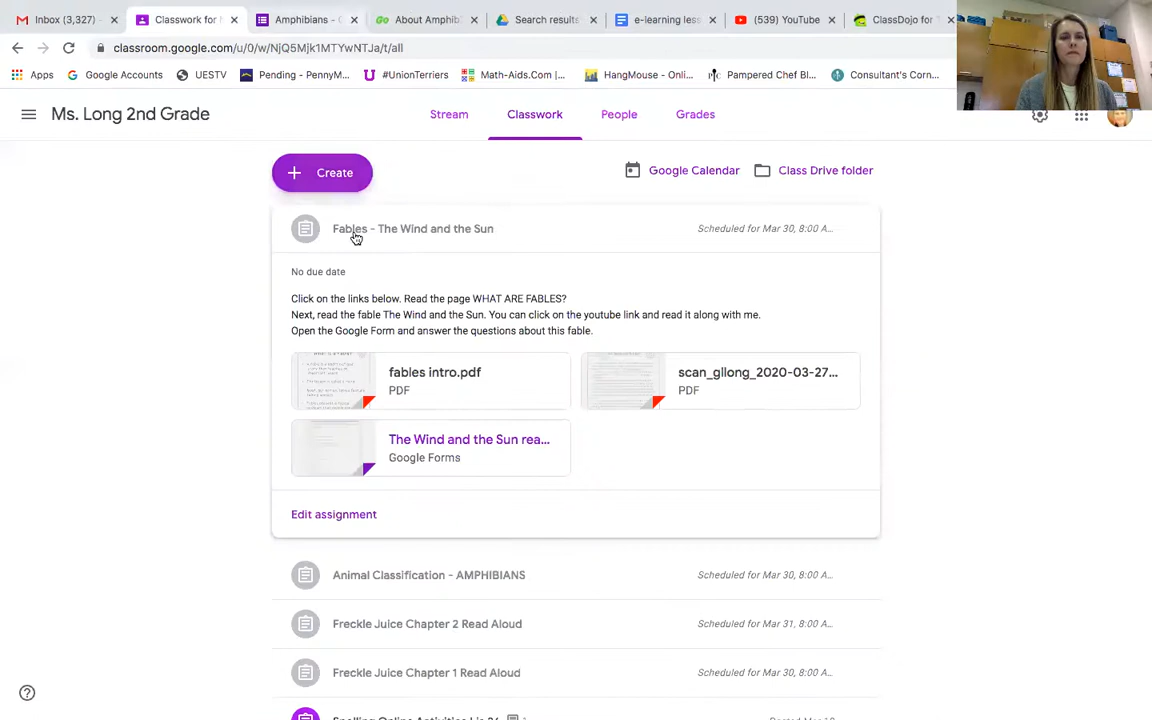 Inbox (3,327) Classwork for Amphibians - About Amphib Search results e-learning les (539) YouTube ClassDojo for
classroom.google.com/u/0/w/NjQ5Mjk1MTYwNTJa/t/all
Apps Google Accounts UESTV Pending - PennyM... #UnionTerriers Math-Aids.Com |... HangMouse - Onli... Pampered Chef Bl... Consultant's Corn...
Ms. Long 2nd Grade Stream Classwork People Grades
Create Google Calendar Class Drive folder
Fables - The Wind and the Sun Scheduled for Mar 30, 8:00 A...
No due date
Click on the links below. Read the page WHAT ARE FABLES?
Next, read the fable The Wind and the Sun. You can click on the youtube link and read it along with me.
Open the Google Form and answer the questions about this fable.
fables intro.pdf scan_gllong_2020-03-27...
PDF PDF
The Wind and the Sun rea...
Google Forms
Edit assignment
Animal Classification - AMPHIBIANS Scheduled for Mar 30, 8:00 A...
Freckle Juice Chapter 2 Read Aloud Scheduled for Mar 31, 8:00 A...
Freckle Juice Chapter 1 Read Aloud Scheduled for Mar 30, 8:00 A...
Spelling Online Activities